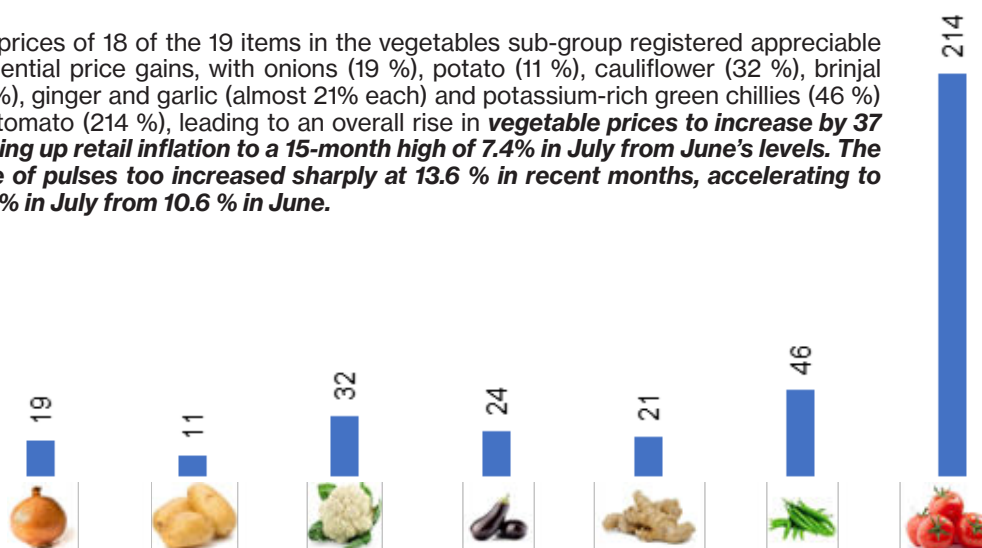 prices of 18 of the 19 items in the vegetables sub-group registered appreciable
ential price gains, with onions (19 %), potato (11 %), cauliflower (32 %), brinjal
%), ginger and garlic (almost 21% each) and potassium-rich green chillies (46 %)
tomato (214 %), leading to an overall rise in vegetable prices to increase by 37
ing up retail inflation to a 15-month high of 7.4% in July from June's levels. The
e of pulses too increased sharply at 13.6 % in recent months, accelerating to
% in July from 10.6 % in June.
19
11
32
24
21
46
214